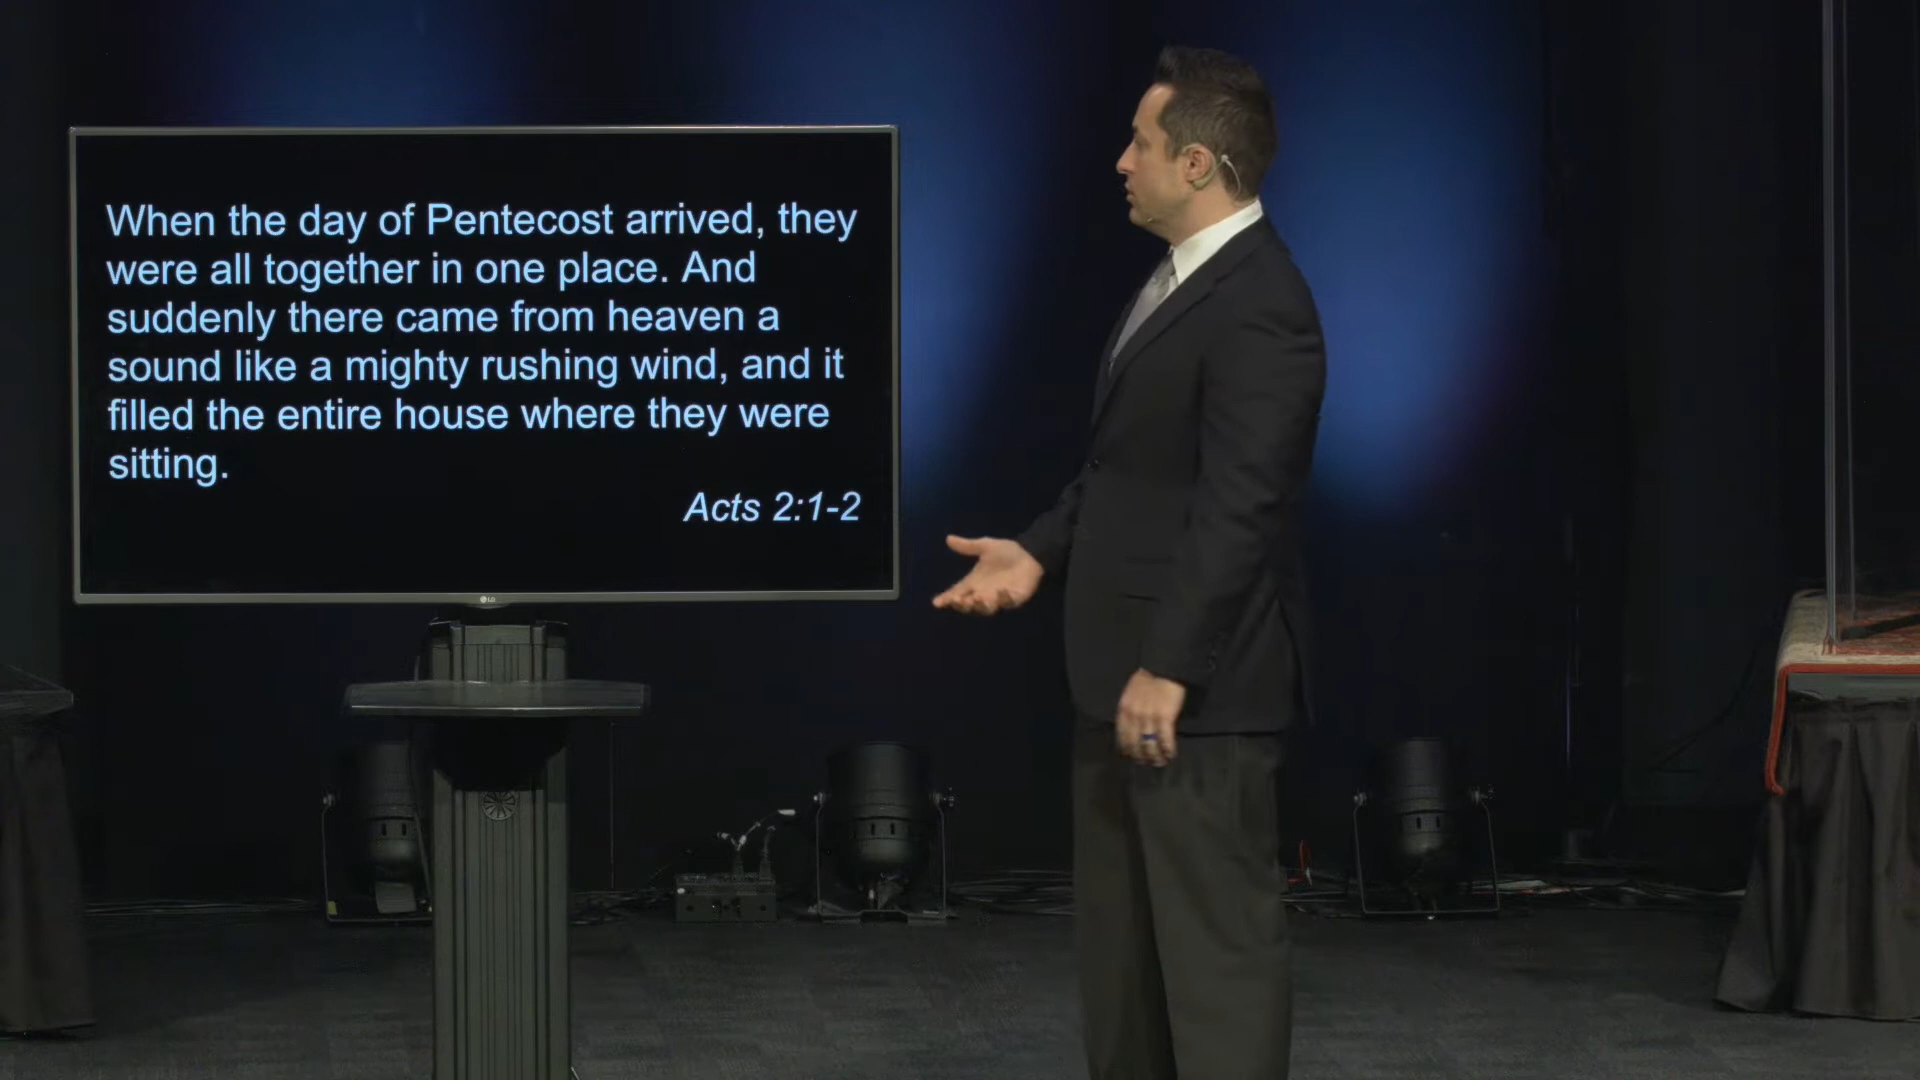 When the day of Pentecost arrived, they
were all together in one place. And
suddenly there came from heaven a
sound like a mighty rushing wind, and it
filled the entire house where they were
sitting.
Acts 2:1-2
LG